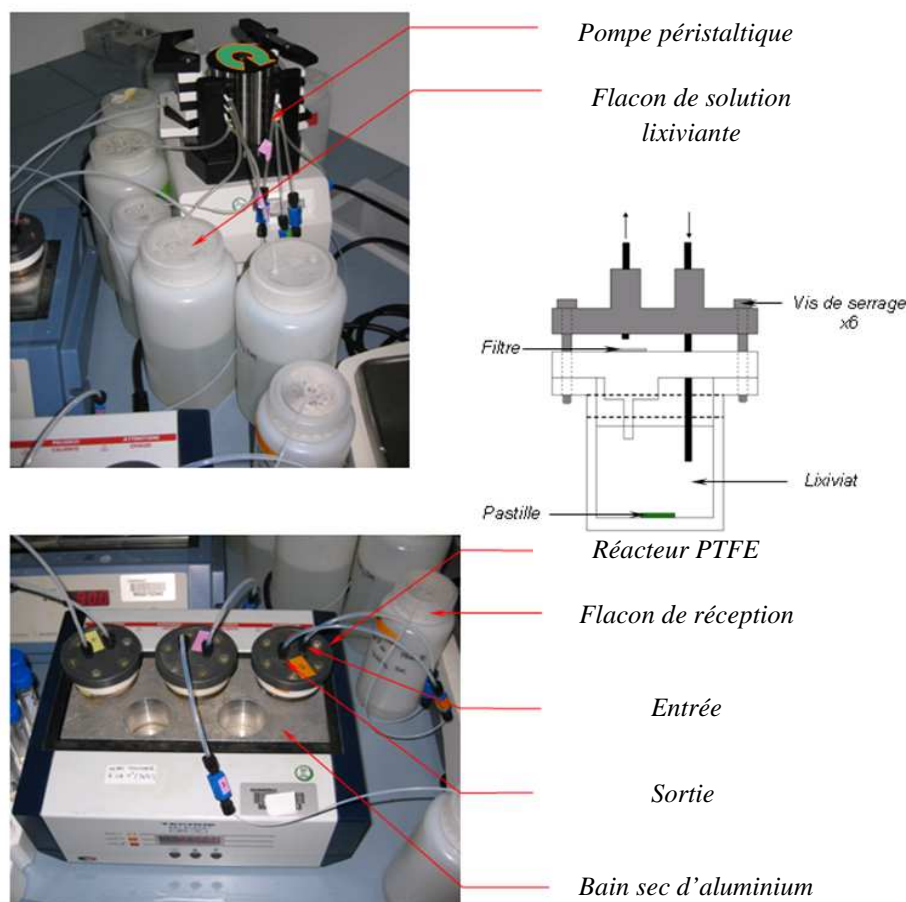 Pompe péristaltique
Flacon de solution
lixiviante
Vis de serrage
x6
Filtre
Lixiviat
Pastille
Réacteur PTFE
Flacon de réception
Entrée
Sortie
Bain sec d'aluminium